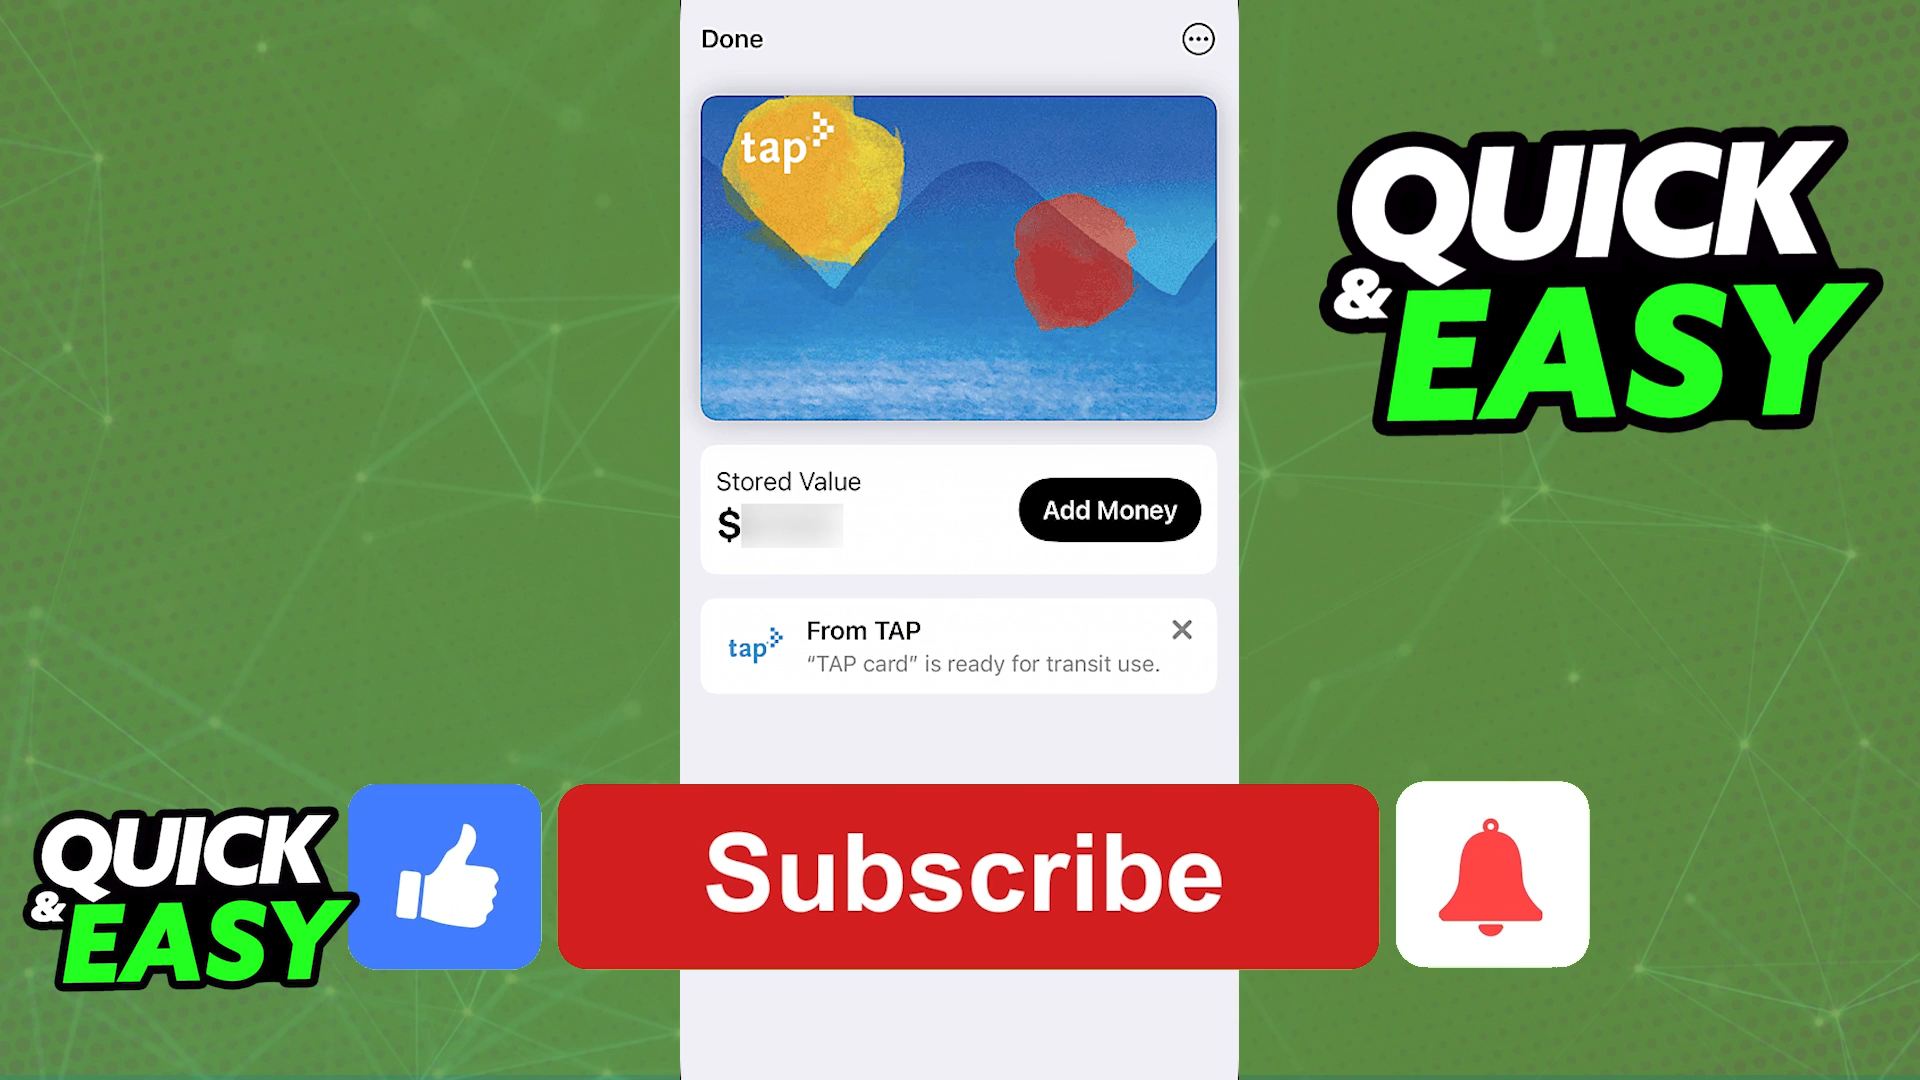 Done
tap
Stored Value
$
Add Money
tap
From TAP
“TAP card” is ready for transit use.
QUICK
& EASY
QUICK
& EASY
Subscribe